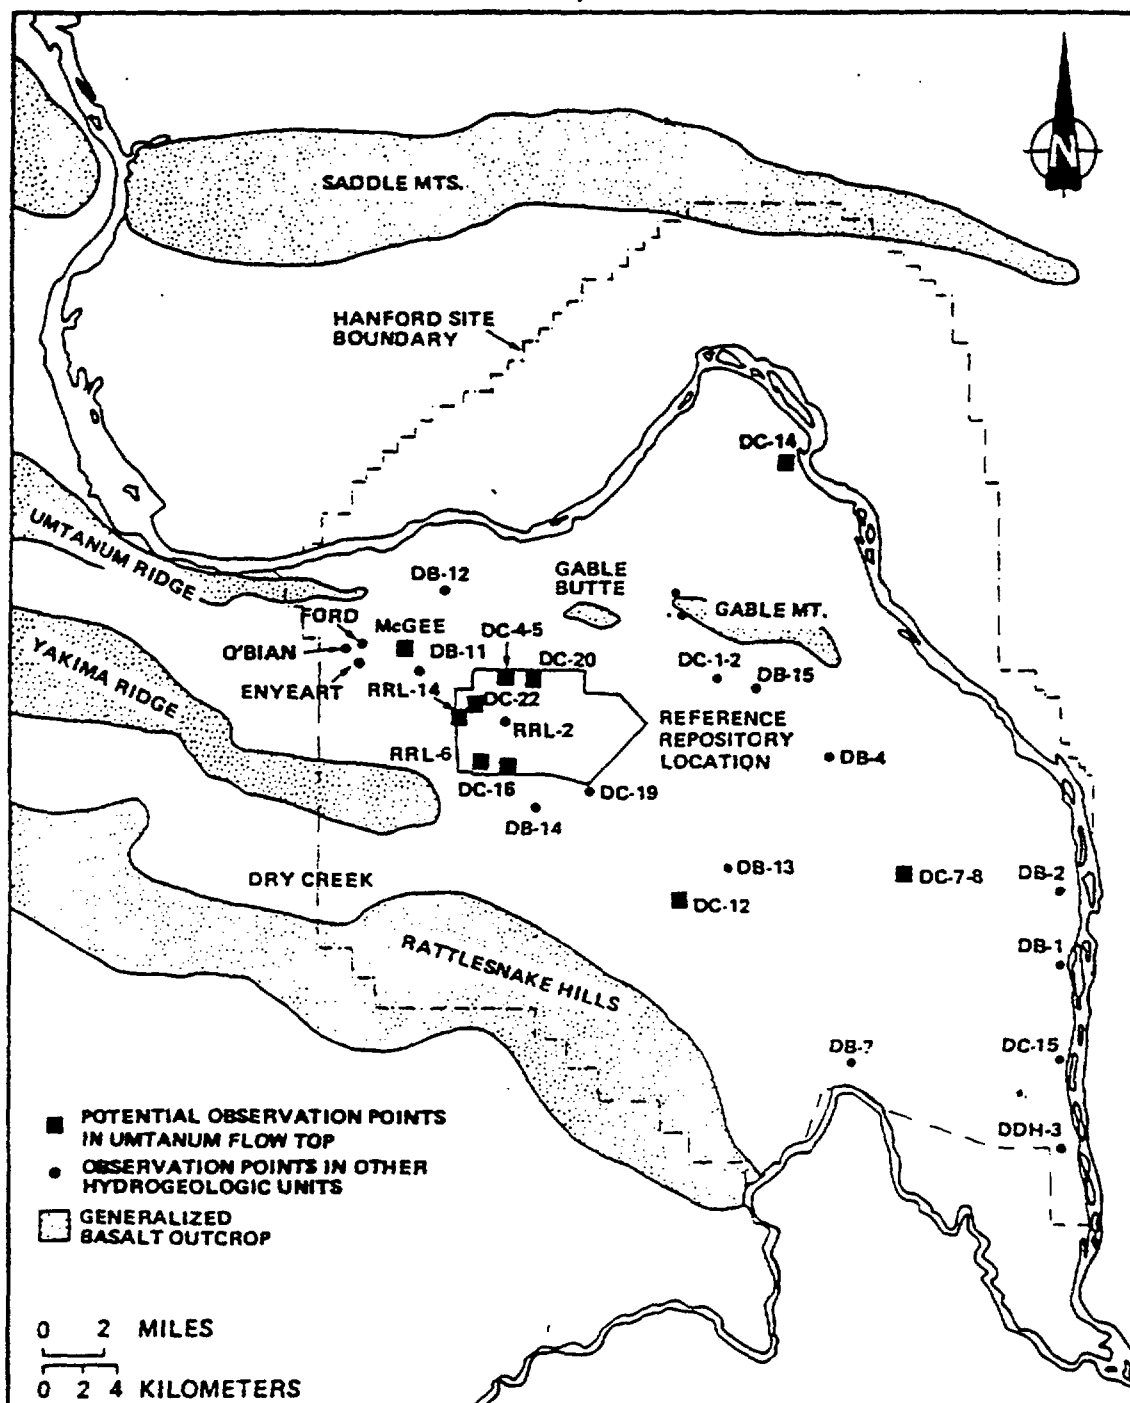 SADDLE MTS.
N
HANFORD SITE
BOUNDARY
DC-14
UMTANUM RIDGE
DB-12
GABLE
BUTTE
GABLE MT.
FORD
McGEE
DC-4-5
O'BIAN
DB-11
DC-20
DC-1-2
DB-15
ENYEART
RRL-14
DC-22
YAKIMA RIDGE
RRL-2
REFERENCE
REPOSITORY
LOCATION
RRL-6
DB-4
DC-16
DC-19
DB-14
DRY CREEK
DB-13
DC-7-8
DB-2
DC-12
RATTLESNAKE HILLS
DB-1
DB-7
DC-15
POTENTIAL OBSERVATION POINTS
IN UMTANUM FLOW TOP
DDH-3
OBSERVATION POINTS IN OTHER
HYDROGEOLOGIC UNITS
GENERALIZED
BASALT OUTCROP
0 2 MILES
0 2 4 KILOMETERS